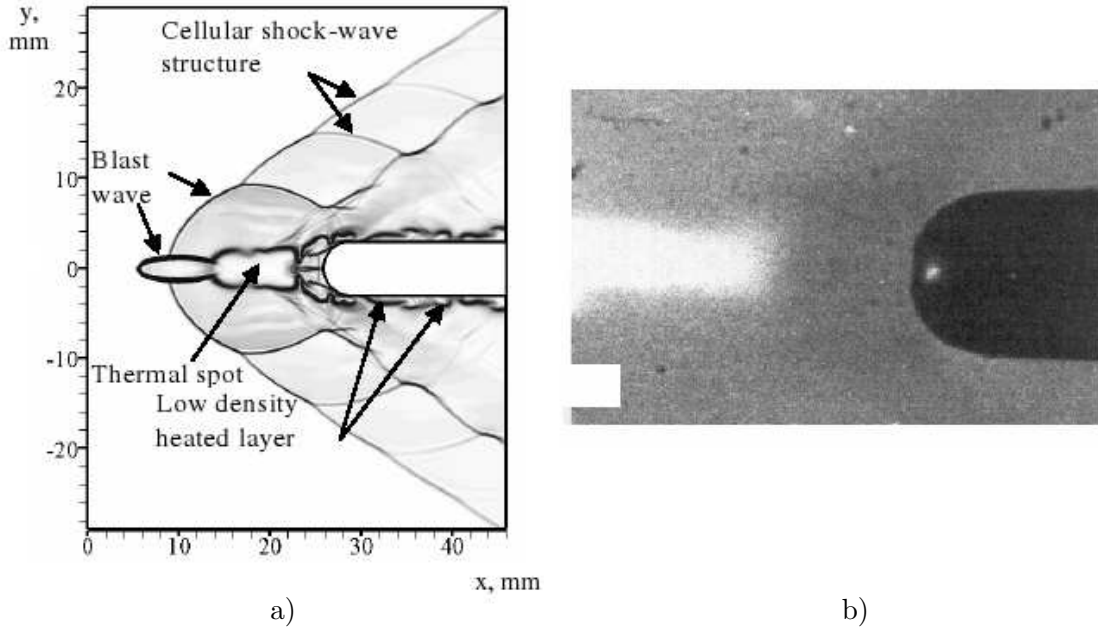 y,
mm
Cellular shock-wave
structure
20
Blast
wave
10
0
-10
Thermal spot
Low density
heated layer
-20
0 10 20 30 40
x, mm
a) b)